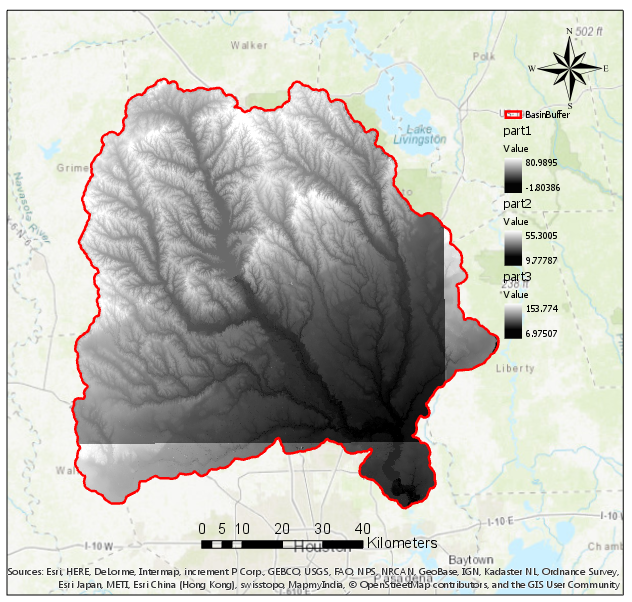 Walker
Polk
502 ft
N
W
E
S
Lake
Livingston
BasinBuffer
part1
Value
80.9895
-1.80386
Grime
Navasota River
part2
Value
55.3005
9.77787
part3
238 ft
Value
153.774
6.97507
Liberty
0 5 10 20 30 40
Kilometers
I-10 W
Houston
I-10 E
I-10
Baytown
Chamb
Pasadena
Sources: Esri, HERE, DeLorme, Intermap, increment P Corp., GEBCO, USGS, FAO, NPS, NRCAN, GeoBase, IGN, Kadaster NL, Ordnance Survey,
Esri Japan, METI, Esri China (Hong Kong), swisstopo, MapmyIndia, © OpenStreetMap contributors, and the GIS User Community